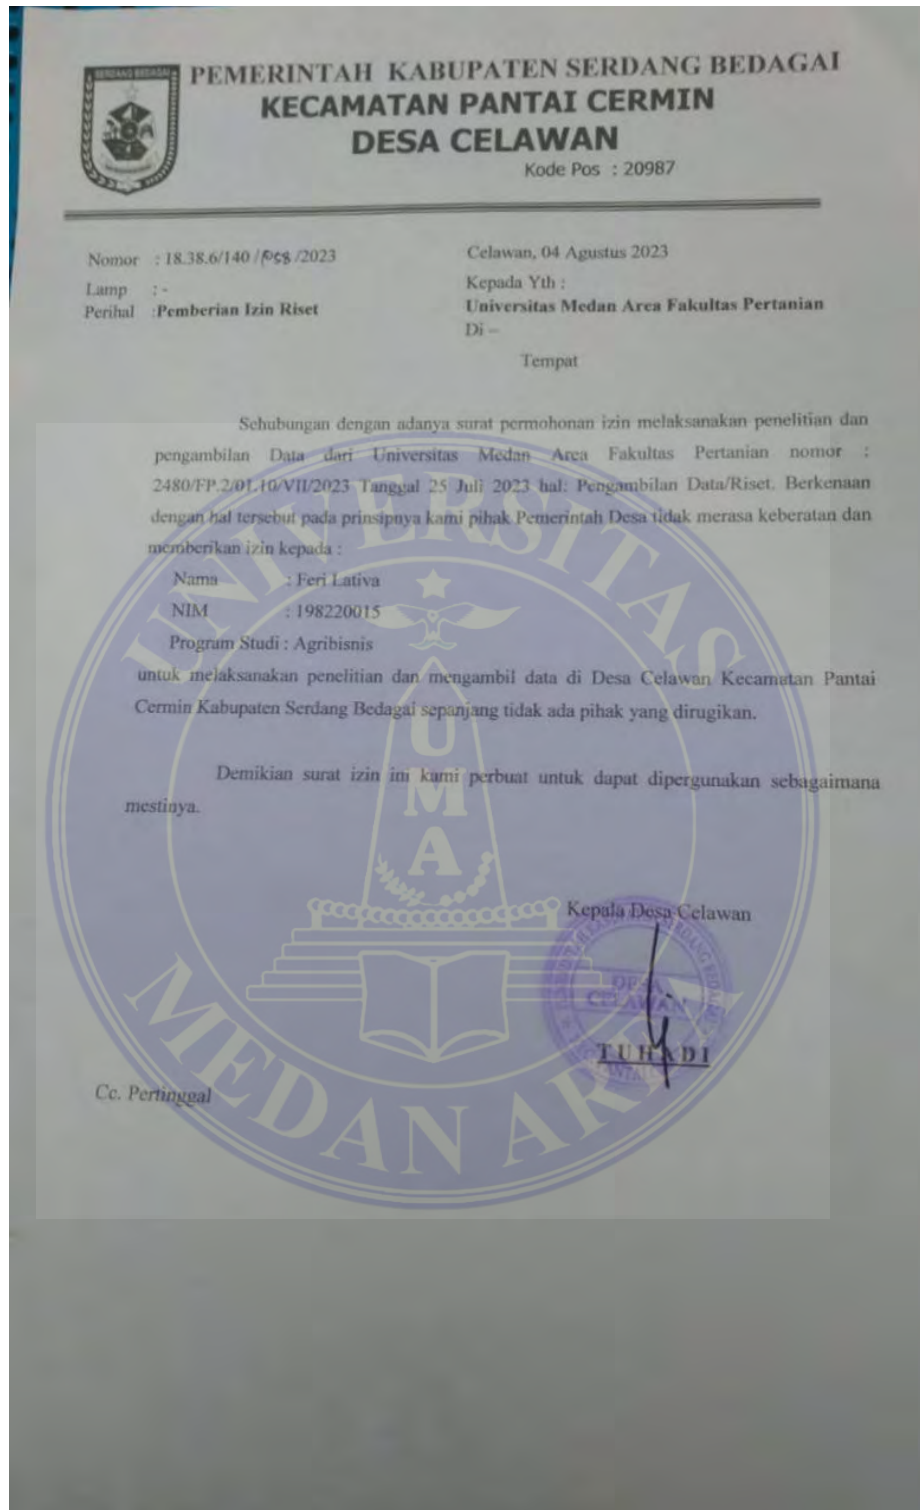 SERDANG BEDAGAI
PEMERINTAH KABUPATEN SERDANG BEDAGAI
KECAMATAN PANTAI CERMIN
DESA CELAWAN
Kode Pos : 20987
Nomor : 18.38.6/140 / /2023
Lamp : -
Perihal :Pemberian Izin Riset
Celawan, 04 Agustus 2023
Kepada Yth :
Universitas Medan Area Fakultas Pertanian
Di –
Tempat
Sehubungan dengan adanya surat permohonan izin melaksanakan penelitian dan
pengambilan Data dari Universitas Medan Area Fakultas Pertanian nomor :
2480/FP.2/01.10/VII/2023 Tanggal 25 Juli 2023 hal: Pengambilan Data/Riset. Berkenaan
dengan hal tersebut pada prinsipnya kami pihak Pemerintah Desa tidak merasa keberatan dan
memberikan izin kepada :
Nama : Feri Lativa
NIM : 198220015
Program Studi : Agribisnis
untuk melaksanakan penelitian dan mengambil data di Desa Celawan Kecamatan Pantai
Cermin Kabupaten Serdang Bedagai sepanjang tidak ada pihak yang dirugikan.
Demikian surat izin ini kami perbuat untuk dapat dipergunakan sebagaimana
mestinya.
Kepala Desa Celawan
DESA
CELAWAN
TUHADI
Cc. Pertinggal
UNIVERSITAS
MEDAN AREA
UMA